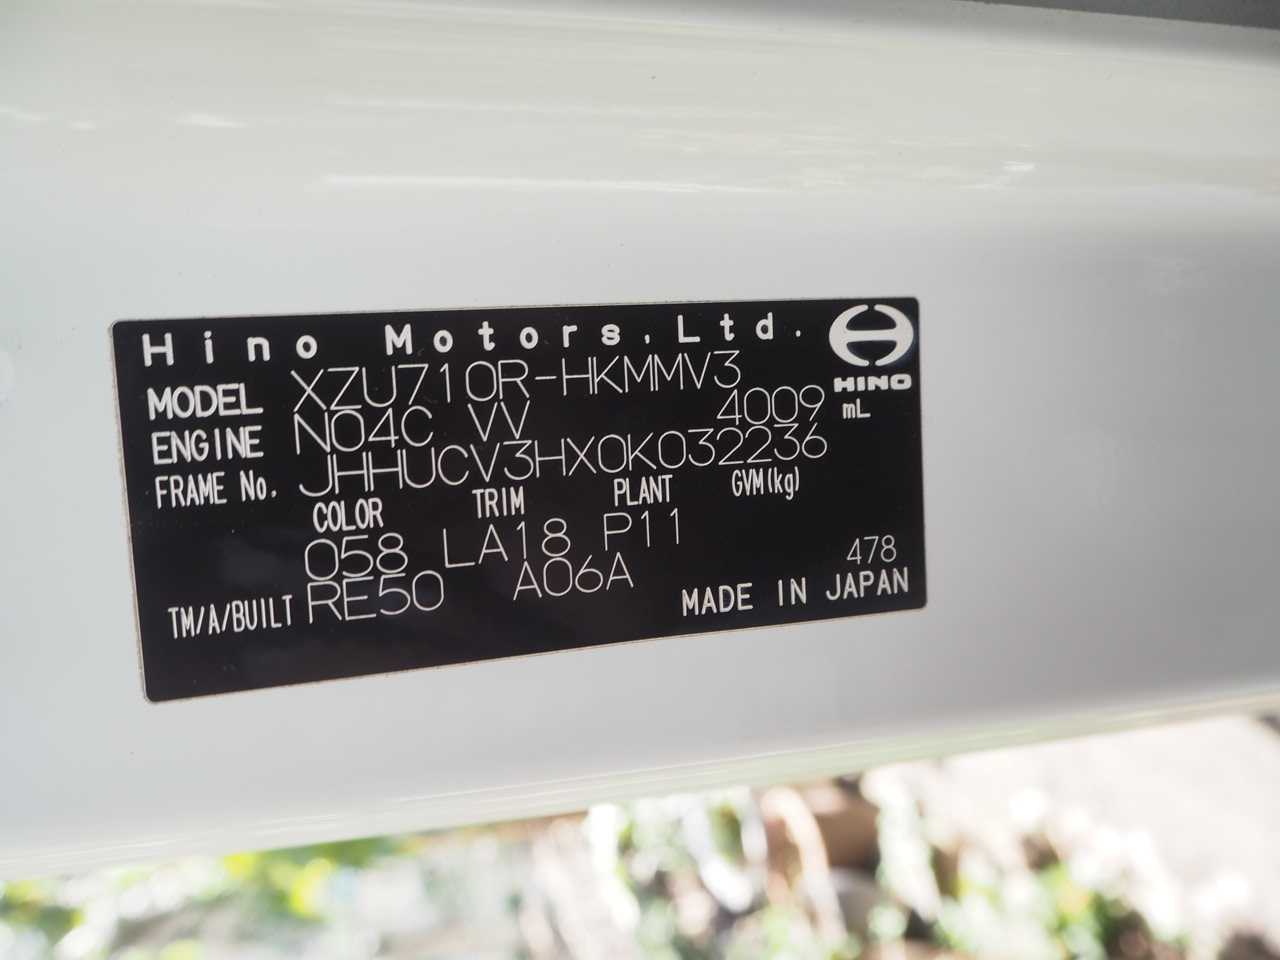 Hino Motors,Ltd.
HINO
MODEL XZU710R-HKMMV3
ENGINE N04C VV 4009 mL
FRAME No. JHHUCV3HX0K032236
COLOR TRIM PLANT GVM(kg)
058 LA18 P11
TM/A/BUILT RE50 A06A 478
MADE IN JAPAN